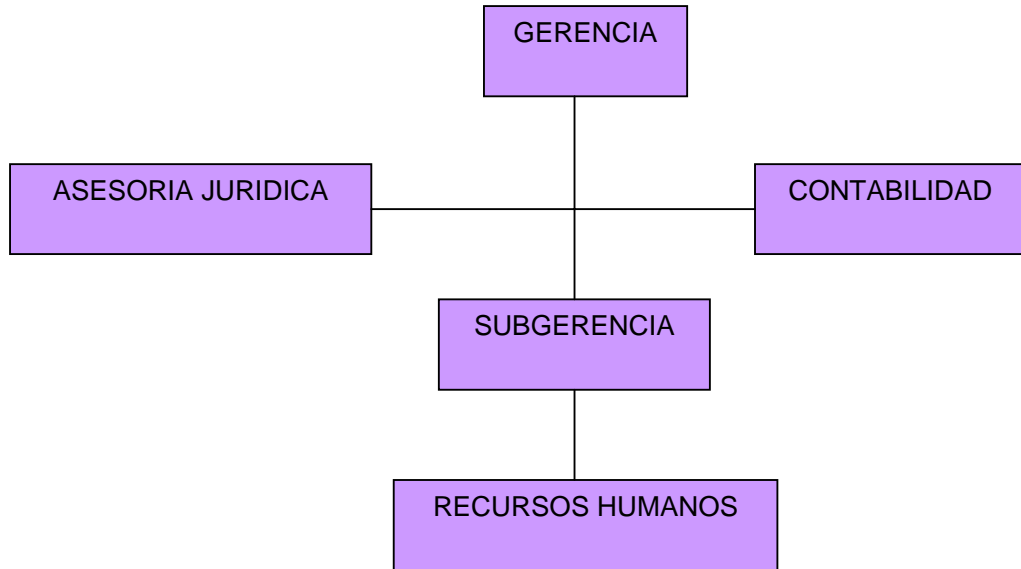 GERENCIA
ASESORIA JURIDICA
CONTABILIDAD
SUBGERENCIA
RECURSOS HUMANOS